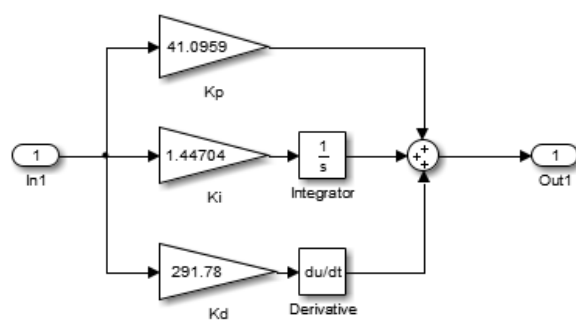 41.0959
Kp
1
In1
1.44704
Ki
1
s
Integrator
+
+
+
1
Out1
291.78
Kd
du/dt
Derivative